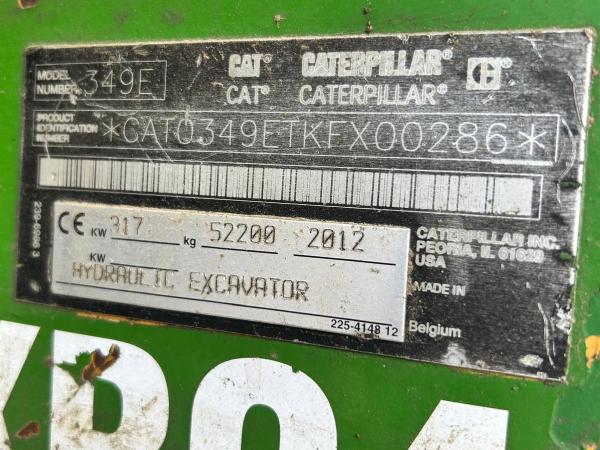 MODEL NUMBER 349E
CAT CATERPILLAR
CAT® CATERPILLAR®
PRODUCT IDENTIFICATION NUMBER *CAT0349ETKFX00286*
CE KW 317 kg 52200 2012
KW
HYDRAULIC EXCAVATOR
225-4148 12
CATERPILLAR INC.
PEORIA, IL 61629
USA
MADE IN
Belgium